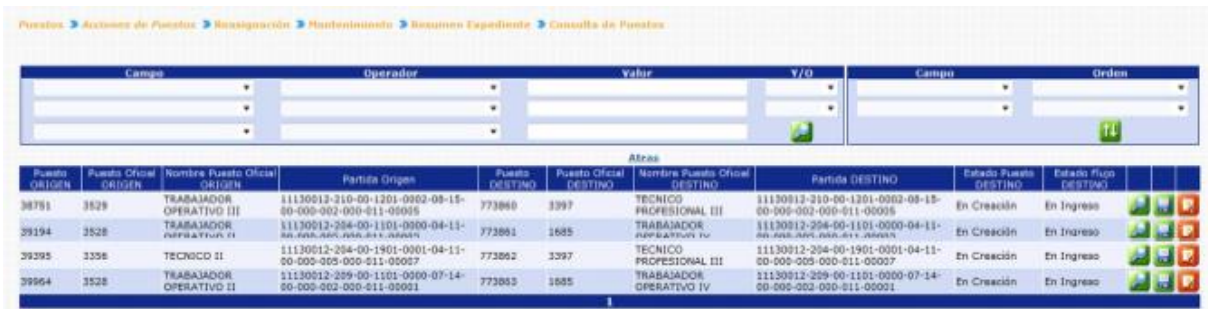 Puestos Acciones de Puestos Reasignación Mantenimiento Resumen Expediente Consulta de Puestos
Campo Operador Valor Y/O Campo Orden
Altcas
Puesto ORIGEN Puesto Oficial ORIGEN Nombre Puesto Oficial ORIGEN Partida Origen Puesto DESTINO Puesto Oficial DESTINO Nombre Puesto Oficial DESTINO Partida DESTINO Estado Puesto DESTINO Estado Flujo DESTINO
38751 3529 TRABAJADOR OPERATIVO III 11130012-210-00-1201-0002-08-15-00-000-002-000-011-00005 773860 3397 TECNICO PROFESIONAL III 11130012-210-00-1201-0002-08-15-00-000-002-000-011-00005 En Creación En Ingreso
39194 3528 TRABAJADOR OPERATIVO II 11130012-204-00-1101-0000-04-11- 773861 1685 TRABAJADOR OPERATIVO IV 11130012-204-00-1101-0000-04-11- En Creación En Ingreso
39395 3356 TECNICO II 11130012-204-00-1901-0001-04-11-00-000-005-000-011-00007 773862 3397 TECNICO PROFESIONAL III 11130012-204-00-1901-0001-04-11-00-000-005-000-011-00007 En Creación En Ingreso
39964 3528 TRABAJADOR OPERATIVO II 11130012-209-00-1101-0000-07-14-00-000-002-000-011-00001 773863 1685 TRABAJADOR OPERATIVO IV 11130012-209-00-1101-0000-07-14-00-000-002-000-011-00001 En Creación En Ingreso
1